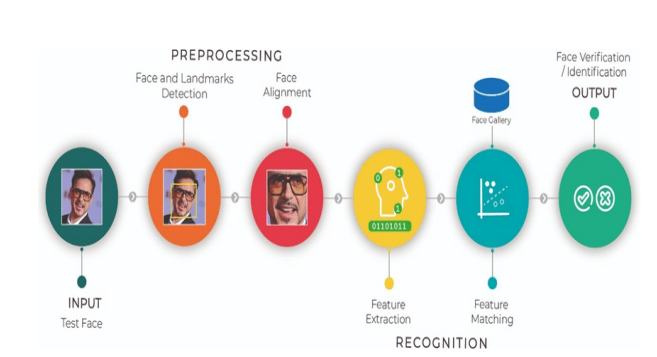 PREPROCESSING
Face and Landmarks
Detection
Face
Alignment
Face Verification
/ Identification
OUTPUT
Face Gallery
0
1
1
01101011
INPUT
Test Face
Feature
Extraction
Feature
Matching
RECOGNITION